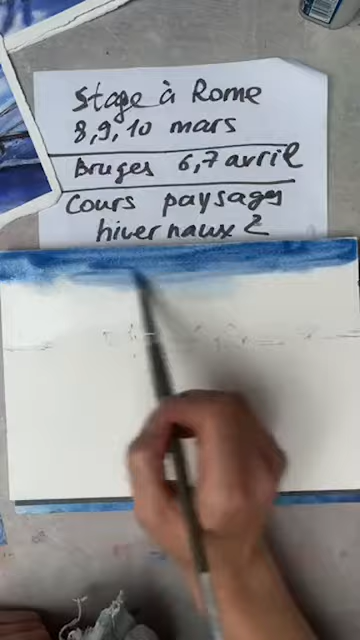 Stage à Rome
8,9,10 mars
Bruges 6,7 avril
Cours paysages
hivernaux 2